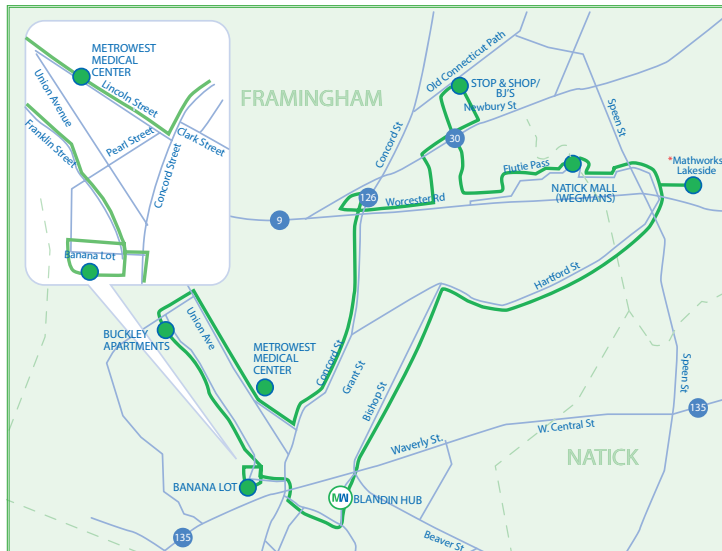 METROWEST
MEDICAL
CENTER
Union Avenue
Lincoln Street
Franklin Street
Pearl Street
Clark Street
Concord Street
Banana Lot
FRAMINGHAM
Old Connecticut Path
STOP & SHOP/
BJ'S
Newbury St
Speen St
Concord St
30
Flutie Pass
*Mathworks
Lakeside
NATICK MALL
(WEGMANS)
126
Worcester Rd
9
Hartford St
Union Ave
BUCKLEY
APARTMENTS
METROWEST
MEDICAL
CENTER
Concord St
Grant St
Bishop St
Speen St
135
W. Central St
Waverly St.
NATICK
BANANA LOT
MW
BLANDIN HUB
135
Beaver St